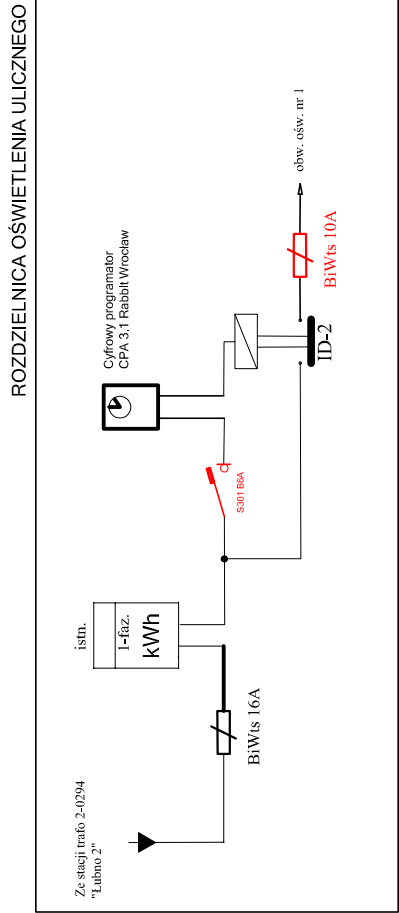 ROZDZIELNICA OŚWIETLENIA ULICZNEGO
Ze stacji trafo 2-0294
"Łubno 2"
BiWts 16A
istn.
1-faz.
kWh
S301 B6A
Cyfrowy programator
CPA 3.1 Rabbit Wrocław
ID-2
BiWts 10A
obw. ośw. nr 1